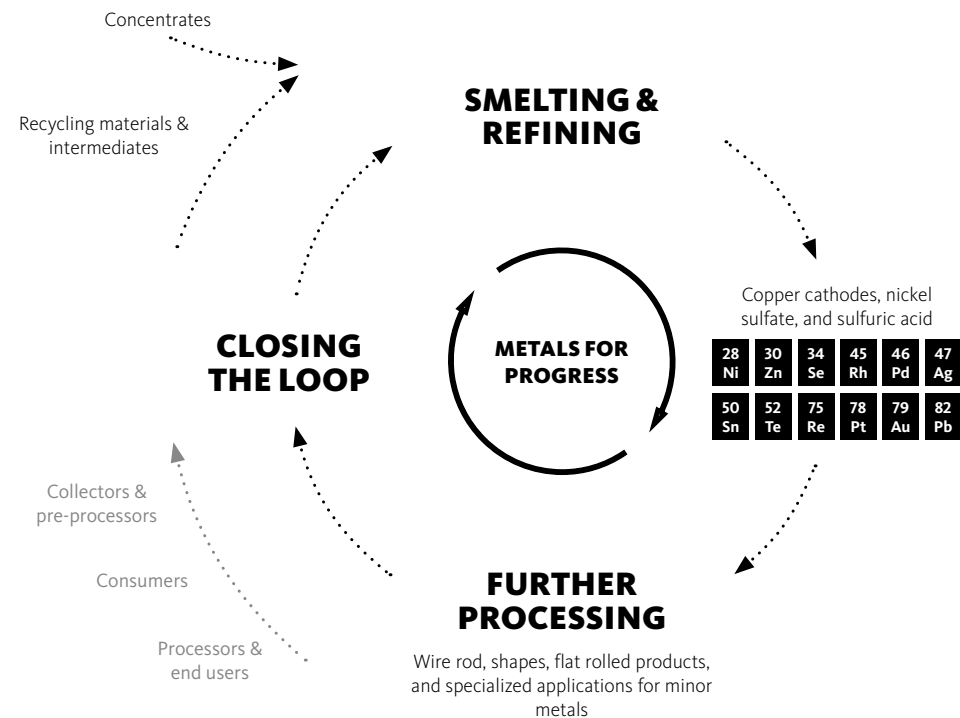 Concentrates
Recycling materials &
intermediates
SMELTING &
REFINING
Copper cathodes, nickel
sulfate, and sulfuric acid
28 30 34 45 46 47
Ni Zn Se Rh Pd Ag
50 52 75 78 79 82
Sn Te Re Pt Au Pb
METALS FOR
PROGRESS
CLOSING
THE LOOP
Collectors &
pre-processors
Consumers
Processors &
end users
FURTHER
PROCESSING
Wire rod, shapes, flat rolled products,
and specialized applications for minor
metals